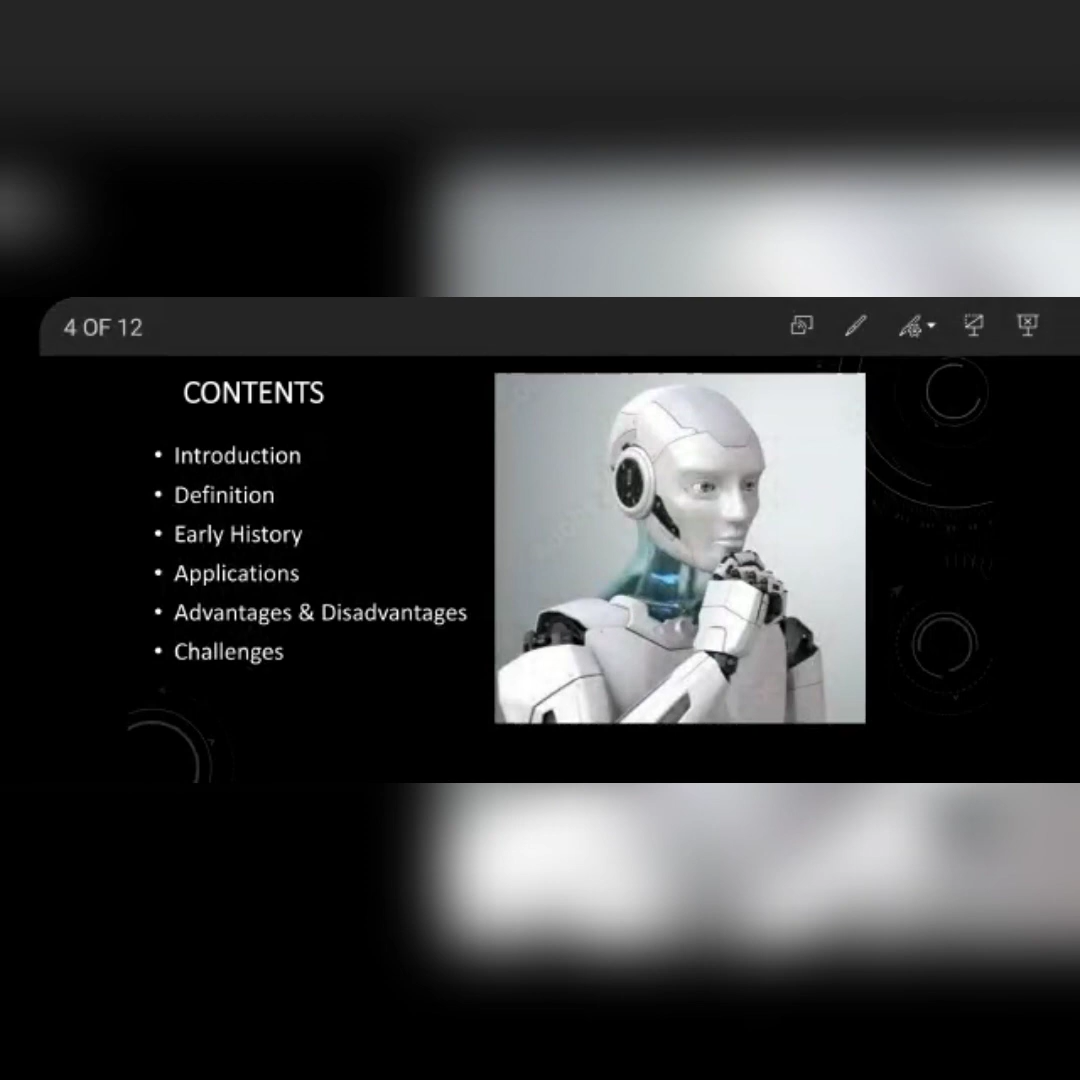 4 OF 12
CONTENTS
• Introduction
• Definition
• Early History
• Applications
• Advantages & Disadvantages
• Challenges